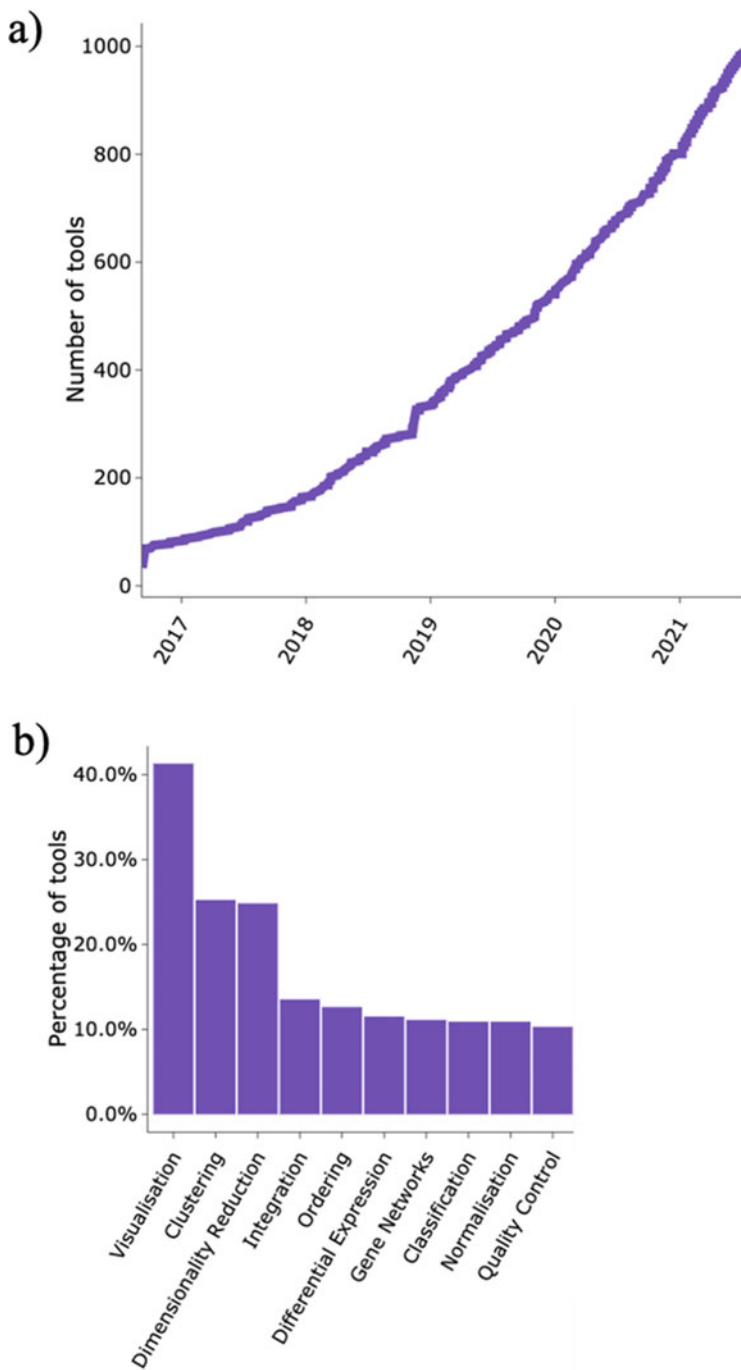 a)
1000
800
600
400
200
0
Number of tools
2017
2018
2019
2020
2021
b)
40.0%
30.0%
20.0%
10.0%
0.0%
Percentage of tools
Visualisation
Clustering
Dimensionality Reduction
Integration
Ordering
Differential Expression
Gene Networks
Classification
Normalisation
Quality Control